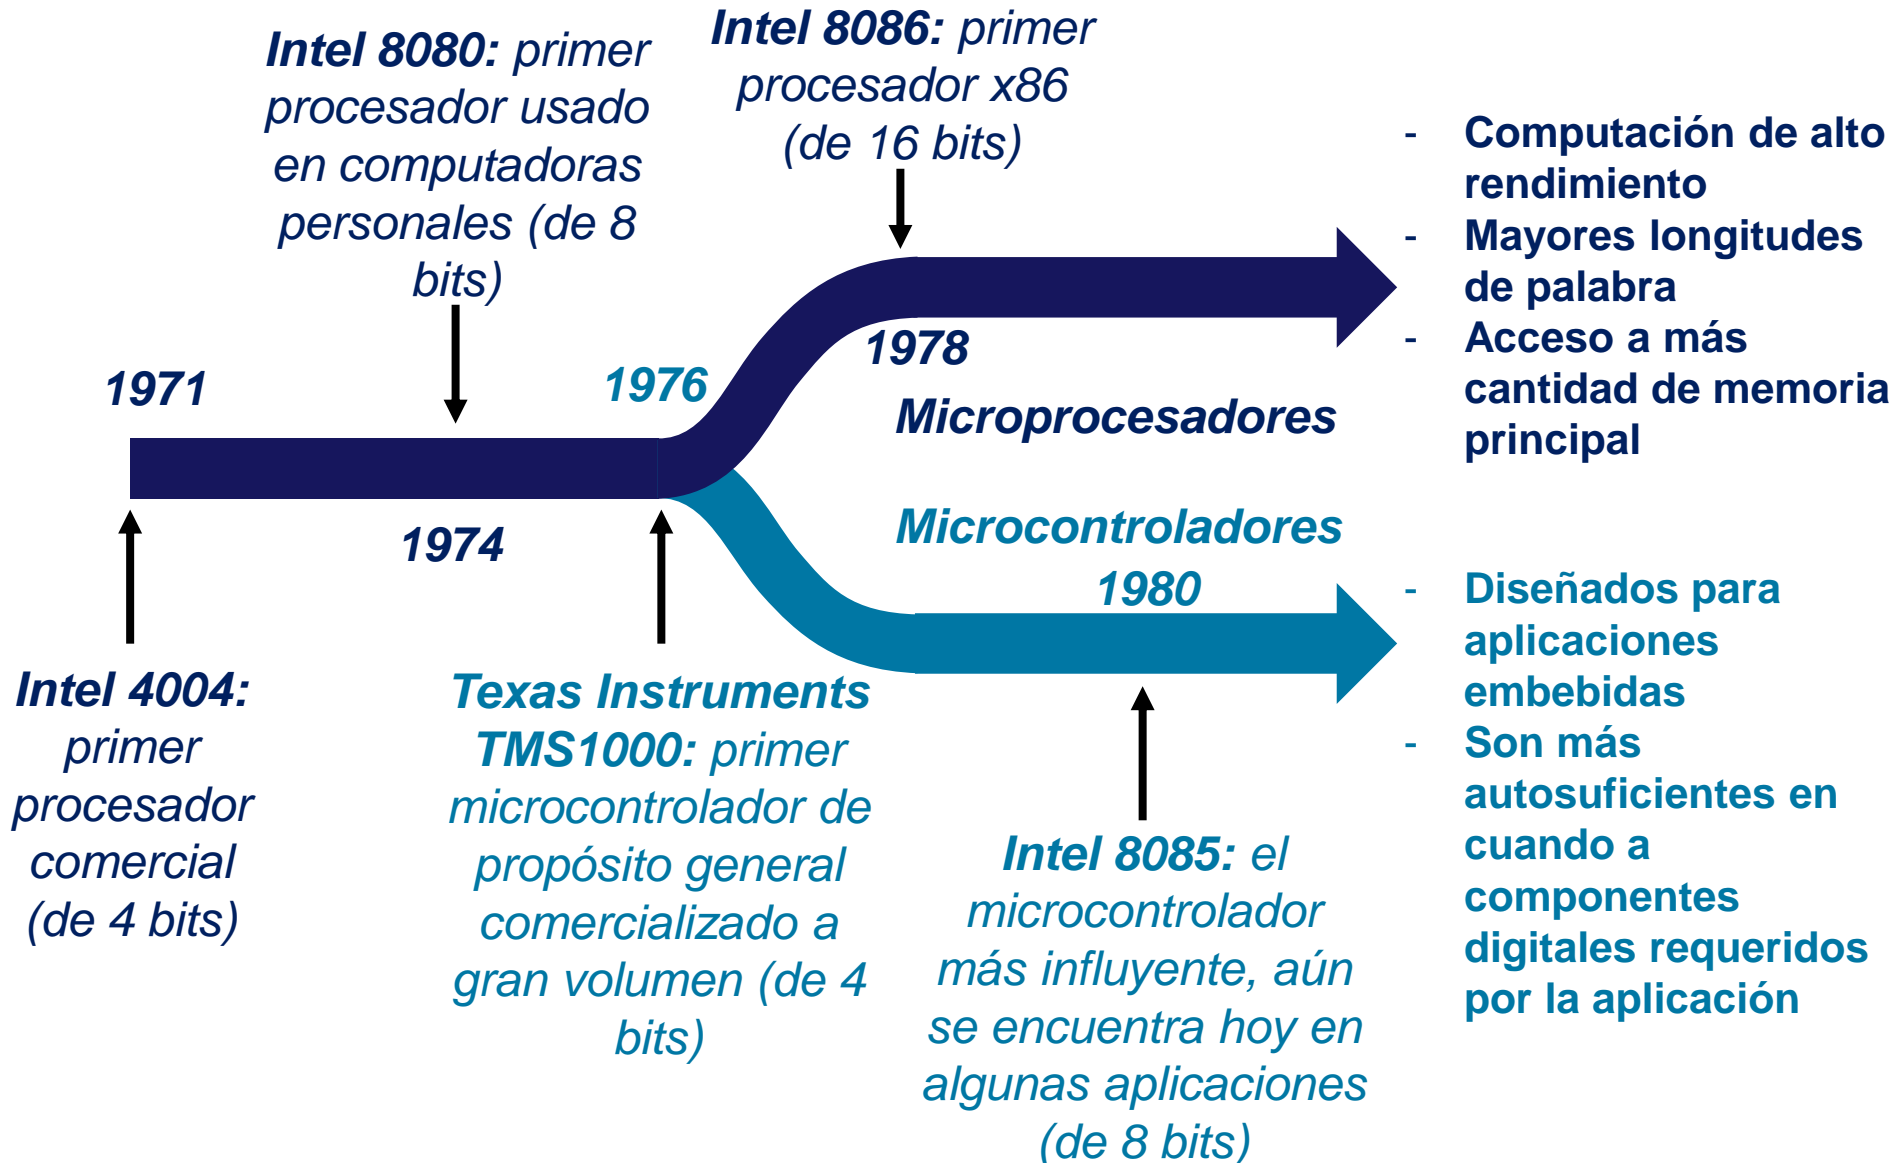 Intel 8080: primer
procesador usado
en computadoras
personales (de 8
bits)
Intel 8086: primer
procesador x86
(de 16 bits)
1971
1974
1976
1978
Microprocesadores
Microcontroladores
1980
Intel 4004:
primer
procesador
comercial
(de 4 bits)
Texas Instruments
TMS1000: primer
microcontrolador de
propósito general
comercializado a
gran volumen (de 4
bits)
Intel 8085: el
microcontrolador
más influyente, aún
se encuentra hoy en
algunas aplicaciones
(de 8 bits)
- Computación de alto
rendimiento
- Mayores longitudes
de palabra
- Acceso a más
cantidad de memoria
principal
- Diseñados para
aplicaciones
embebidas
- Son más
autosuficientes en
cuando a
componentes
digitales requeridos
por la aplicación